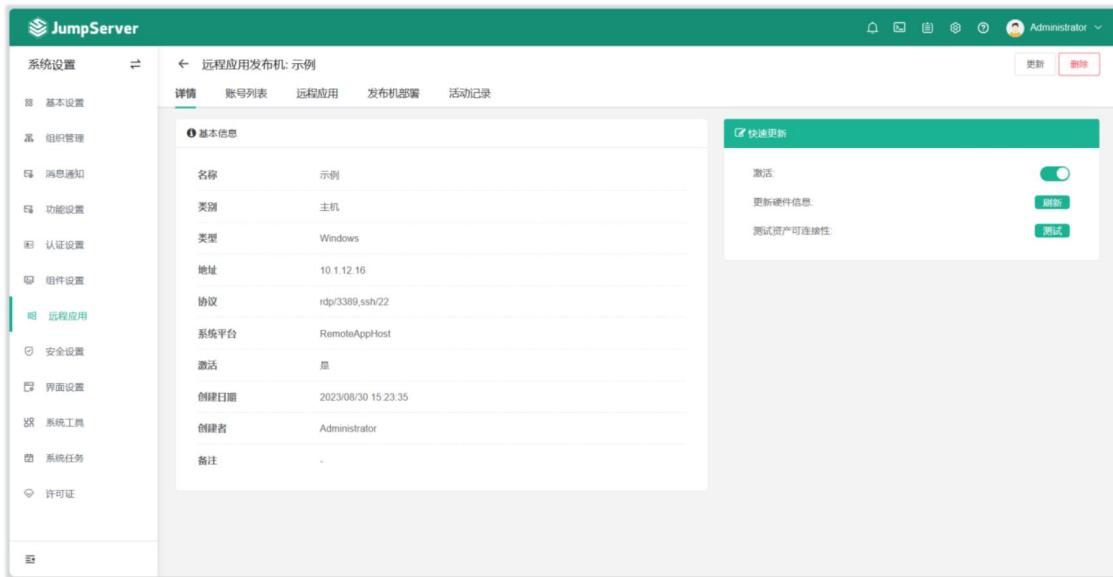 JumpServer
Administrator
系统设置
远程应用发布机: 示例
更新
删除
详情
账号列表
远程应用
发布机部署
活动记录
基本设置
组织管理
消息通知
功能设置
认证设置
组件设置
远程应用
安全设置
界面设置
系统工具
系统任务
许可证
基本信息
名称 示例
类别 主机
类型 Windows
地址 10.1.12.16
协议 rdp/3389,ssh/22
系统平台 RemoteAppHost
激活 是
创建日期 2023/08/30 15:23:35
创建者 Administrator
备注 -
快速更新
激活:
更新硬件信息: 刷新
测试资产可连接性: 测试